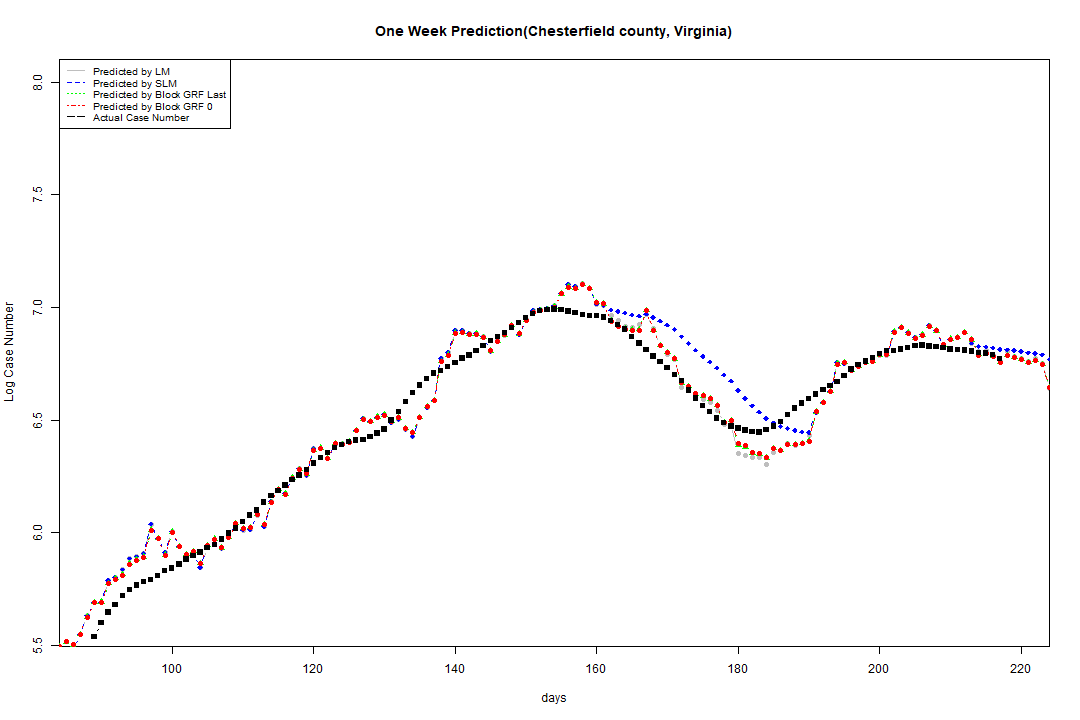 One Week Prediction(Chesterfield county, Virginia)
Predicted by LM
Predicted by SLM
Predicted by Block GRF Last
Predicted by Block GRF 0
Actual Case Number
8.0
7.5
7.0
6.5
6.0
5.5
Log Case Number
100 120 140 160 180 200 220
days